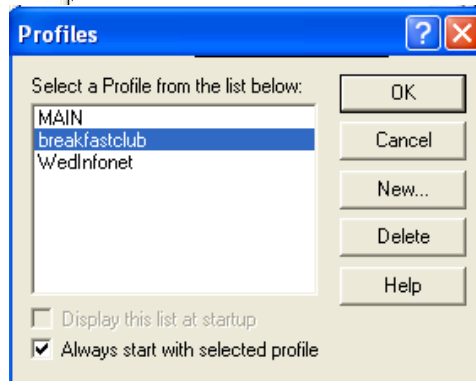 Profiles
Select a Profile from the list below:
MAIN
breakfastclub
WedInfonet
OK
Cancel
New...
Delete
Help
Display this list at startup
Always start with selected profile